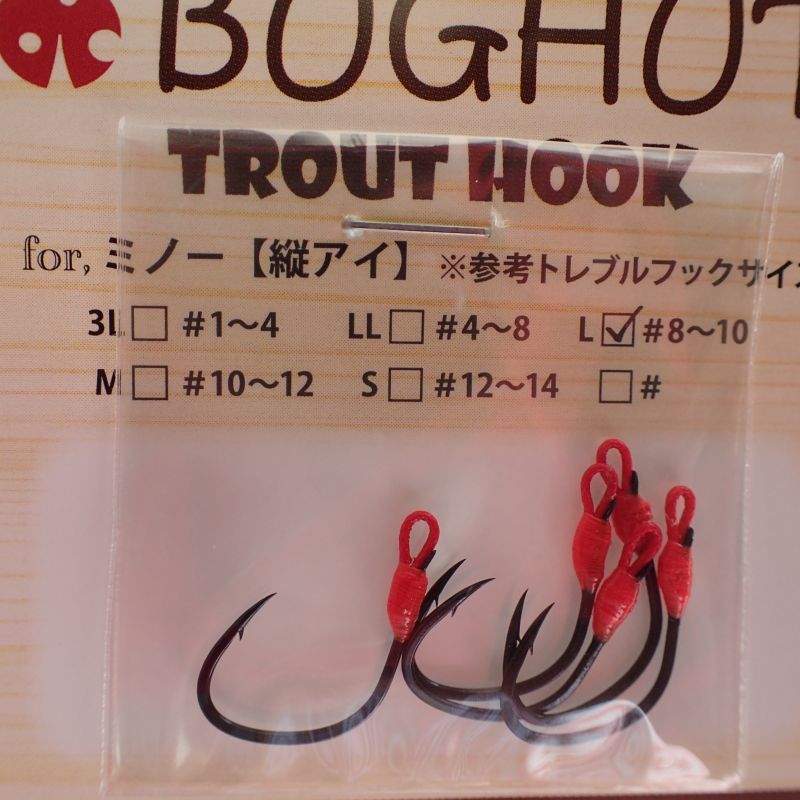 BUGHOT
TROUT HOOK
for, ミノー【縦アイ】 ※参考トレブルフックサイズ
3L □ #1〜4 LL □ #4〜8 L ☑ #8〜10
M □ #10〜12 S □ #12〜14 □ #